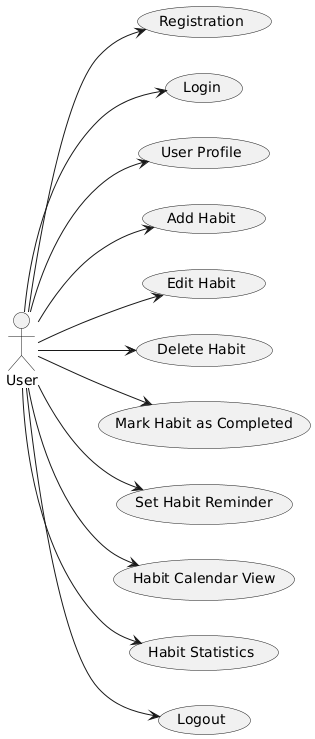 Registration
Login
User Profile
Add Habit
Edit Habit
Delete Habit
User
Mark Habit as Completed
Set Habit Reminder
Habit Calendar View
Habit Statistics
Logout